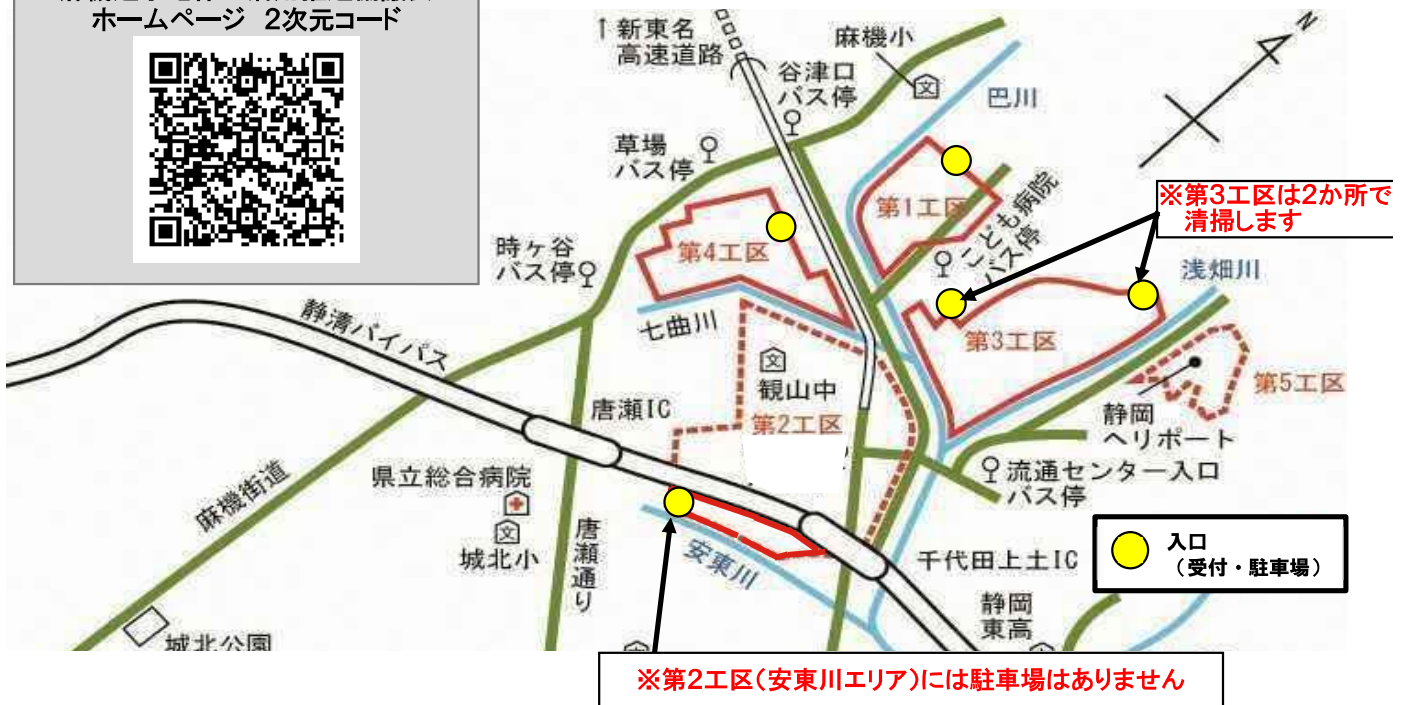 ホームページ 2次元コード
↑新東名
高速道路
麻機小
谷津口
バス停
巴川
N
草場
バス停
※第3工区は2か所で
清掃します
第1工区
こども病院
バス停
第4工区
時ヶ谷
バス停
浅畑川
静清バイパス
七曲川
第3工区
観山中
第5工区
唐瀬IC
第2工区
静岡
ヘリポート
県立総合病院
流通センター入口
バス停
麻機街道
城北小
唐瀬通り
安東川
千代田上土IC
入口
(受付・駐車場)
静岡
東高
城北公園
※第2工区(安東川エリア)には駐車場はありません